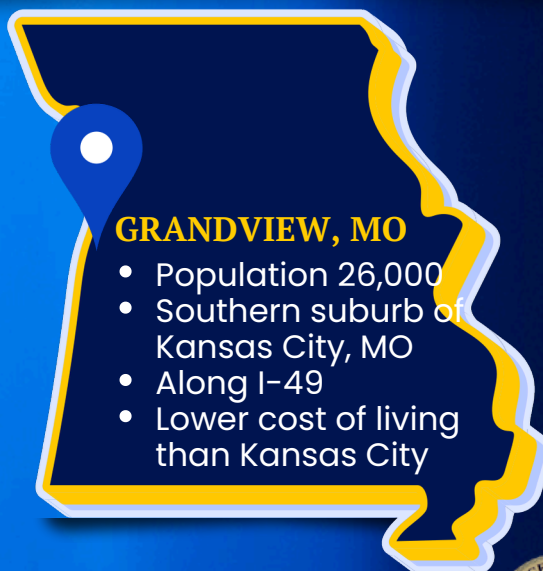 GRANDVIEW, MO
• Population 26,000
• Southern suburb of
Kansas City, MO
• Along I-49
• Lower cost of living
than Kansas City